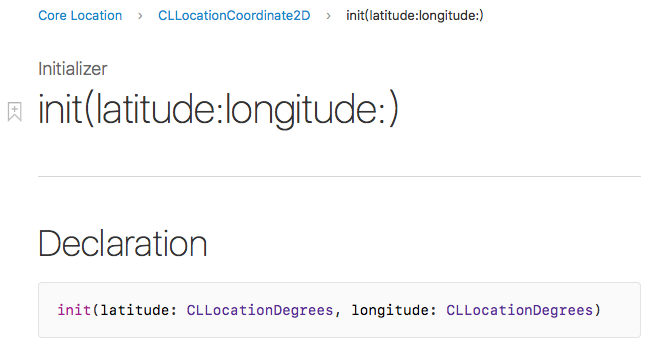 Core Location › CLLocationCoordinate2D › init(latitude:longitude:)
Initializer
init(latitude:longitude:)
Declaration
init(latitude: CLLocationDegrees, longitude: CLLocationDegrees)